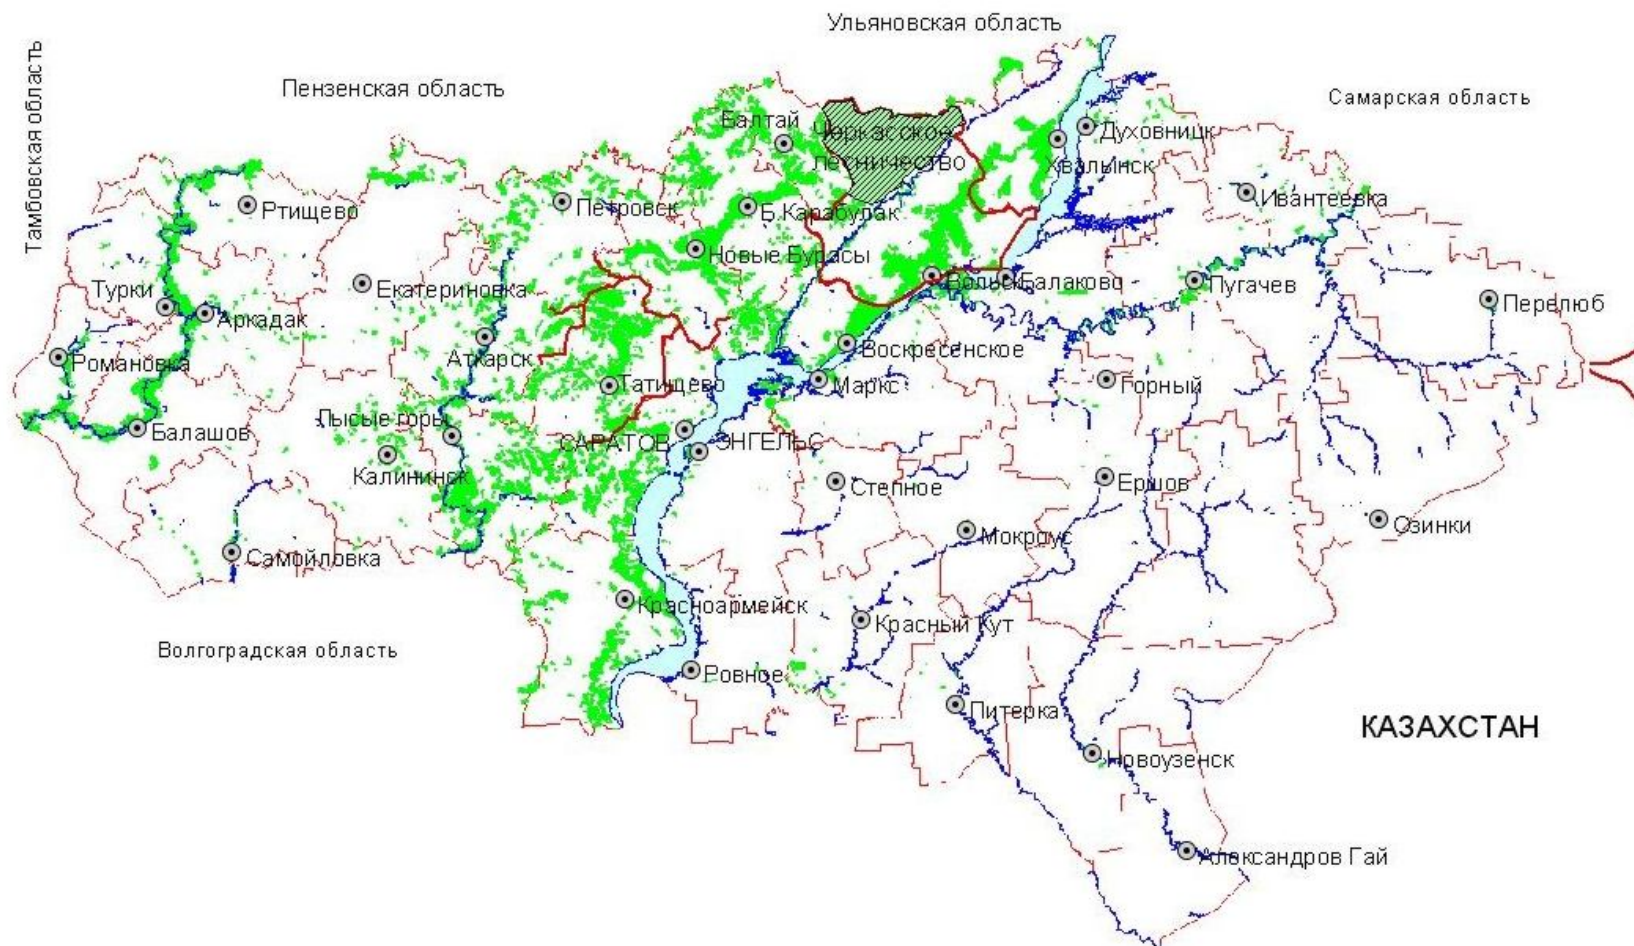 Ульяновская область
Тамбовская область
Пензенская область
Самарская область
Балтай
Черкасское
лесничество
Духовницк
Хвалынск
Ивантеевка
Ртищево
Петровск
Б.Карабулак
Новые Бурасы
Турки
Екатериновка
Вольск
Балаково
Пугачев
Перелюб
Аркадак
Аткарск
Воскресенское
Романовка
Татищево
Маркс
Горный
Лысые горы
Балашов
САРАТОВ
ЭНГЕЛЬС
Калининск
Степное
Ершов
Озинки
Мокроус
Самойловка
Красноармейск
Красный Кут
Волгоградская область
Ровное
Питерка
КАЗАХСТАН
Новоузенск
Александров Гай